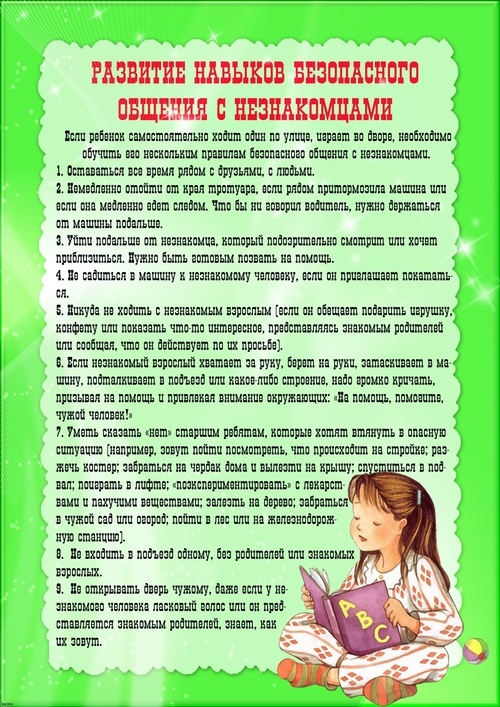 РАЗВИТИЕ НАВЫКОВ БЕЗОПАСНОГО
ОБЩЕНИЯ С НЕЗНАКОМЦАМИ
Если ребенок самостоятельно ходит один по улице, играет во дворе, необходимо
обучить его нескольким правилам безопасного общения с незнакомцами.
1. Оставаться все время рядом с друзьями, с людьми.
2. Немедленно отойти от края тротуара, если рядом притормозила машина или
если она медленно едет следом. Что бы ни говорил водитель, нужно держаться
от машины подальше.
3. Уйти подальше от незнакомца, который подозрительно смотрит или хочет
приблизиться. Нужно быть готовым позвать на помощь.
4. Не садиться в машину к незнакомому человеку, если он приглашает покатать-
ся.
5. Никуда не ходить с незнакомым взрослым (если он обещает подарить игрушку,
конфету или показать что-то интересное, представляясь знакомым родителей
или сообщая, что он действует по их просьбе).
6. Если незнакомый взрослый хватает за руку, берет на руки, затаскивает в ма-
шину, подталкивает в подъезд или какое-либо строение, надо громко кричать,
призывая на помощь и привлекая внимание окружающих: «На помощь, помогите,
чужой человек!»
7. Уметь сказать «нет» старшим ребятам, которые хотят втянуть в опасную
ситуацию (например, зовут пойти посмотреть, что происходит на стройке; раз-
жечь костер; забраться на чердак дома и вылезти на крышу; спуститься в под-
вал; поиграть в лифте; «поэкспериментировать» с лекарст-
вами и пахучими веществами; залезть на дерево; забраться
в чужой сад или огород; пойти в лес или на железнодорож-
ную станцию).
8. Не входить в подъезд одному, без родителей или знакомых
взрослых.
9. Не открывать дверь чужому, даже если у не-
знакомого человека ласковый голос или он пред-
ставляется знакомым родителей, знает, как
их зовут.
A B C